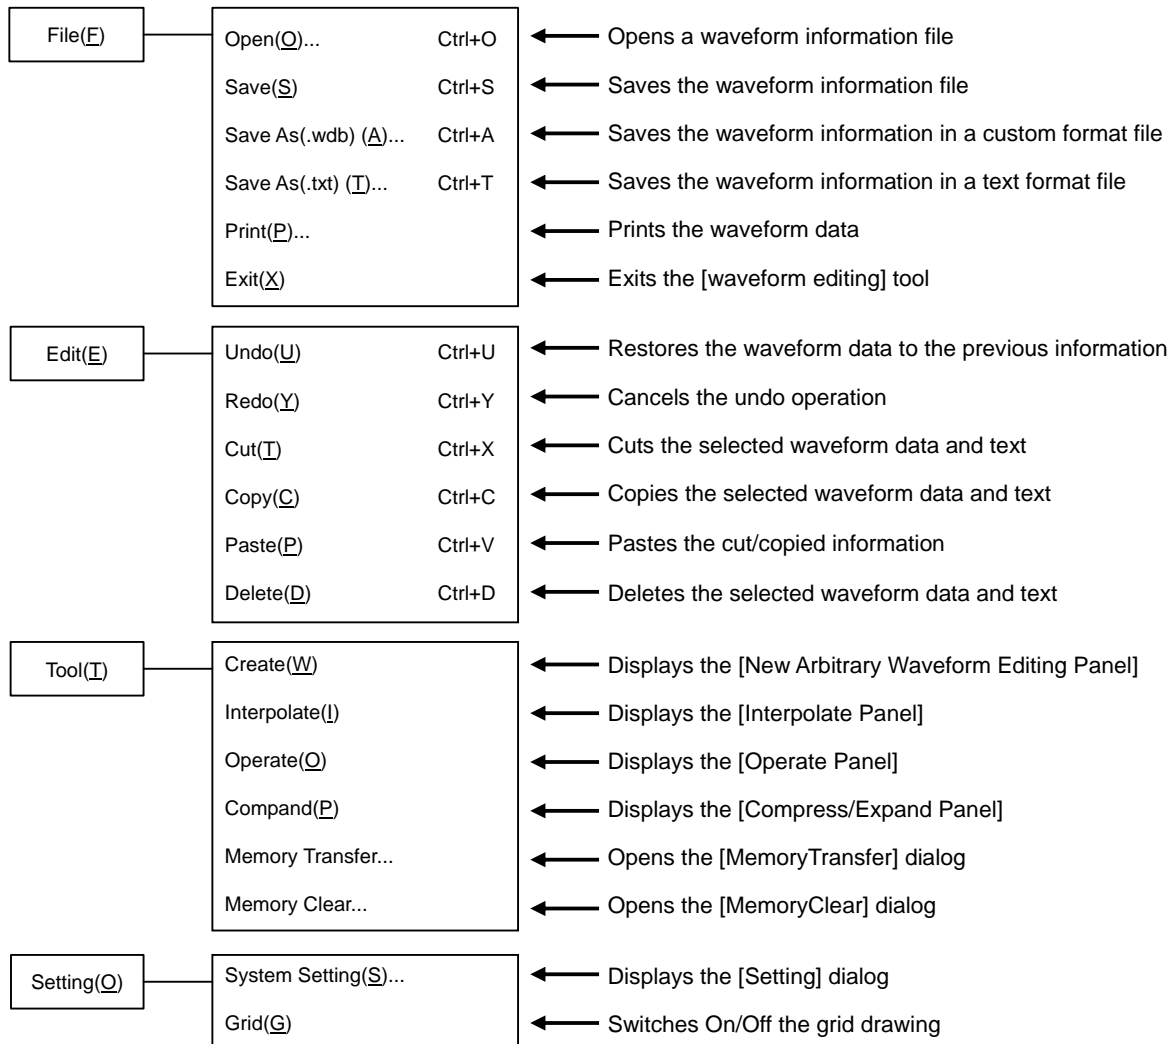 File(F)
Open(O)... Ctrl+O Opens a waveform information file
Save(S) Ctrl+S Saves the waveform information file
Save As(.wdb) (A)... Ctrl+A Saves the waveform information in a custom format file
Save As(.txt) (T)... Ctrl+T Saves the waveform information in a text format file
Print(P)... Prints the waveform data
Exit(X) Exits the [waveform editing] tool
Edit(E)
Undo(U) Ctrl+U Restores the waveform data to the previous information
Redo(Y) Ctrl+Y Cancels the undo operation
Cut(T) Ctrl+X Cuts the selected waveform data and text
Copy(C) Ctrl+C Copies the selected waveform data and text
Paste(P) Ctrl+V Pastes the cut/copied information
Delete(D) Ctrl+D Deletes the selected waveform data and text
Tool(T)
Create(W) Displays the [New Arbitrary Waveform Editing Panel]
Interpolate(I) Displays the [Interpolate Panel]
Operate(O) Displays the [Operate Panel]
Compand(P) Displays the [Compress/Expand Panel]
Memory Transfer... Opens the [MemoryTransfer] dialog
Memory Clear... Opens the [MemoryClear] dialog
Setting(O)
System Setting(S)... Displays the [Setting] dialog
Grid(G) Switches On/Off the grid drawing